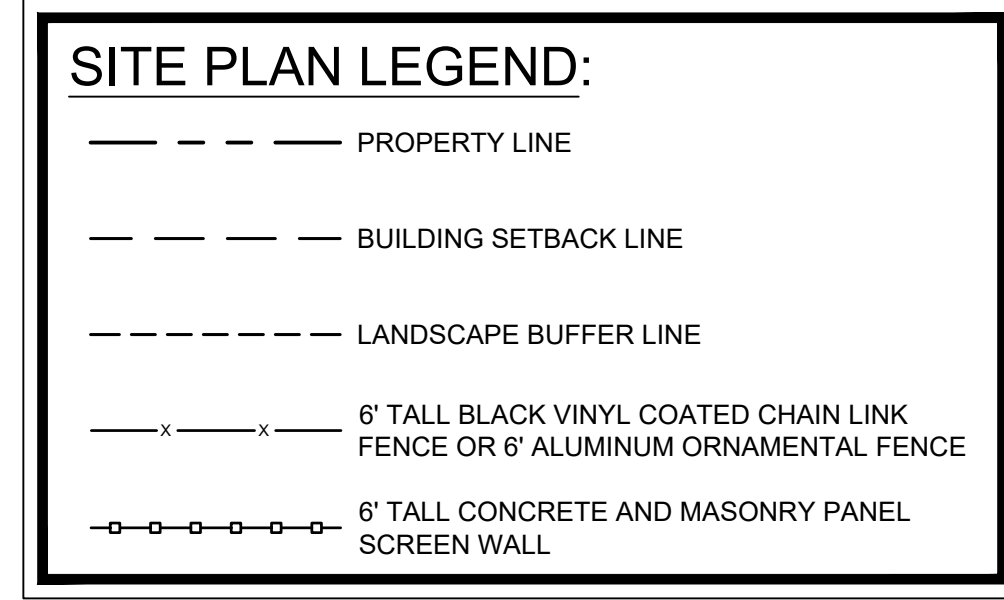 SITE PLAN LEGEND:
PROPERTY LINE
BUILDING SETBACK LINE
LANDSCAPE BUFFER LINE
X X 6' TALL BLACK VINYL COATED CHAIN LINK
FENCE OR 6' ALUMINUM ORNAMENTAL FENCE
6' TALL CONCRETE AND MASONRY PANEL
SCREEN WALL